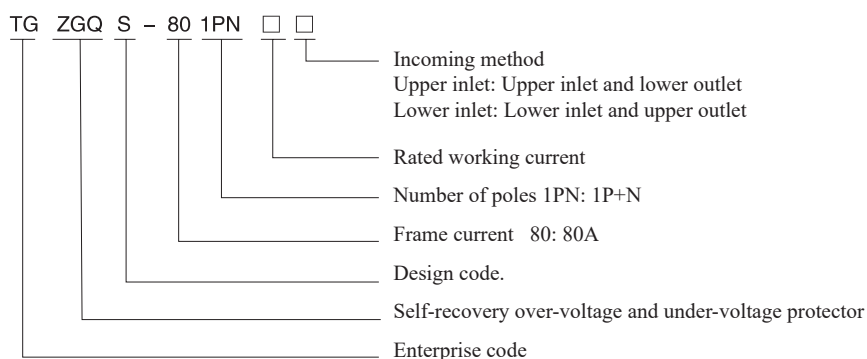 TG ZGQ S - 80 1PN □ □
Incoming method
Upper inlet: Upper inlet and lower outlet
Lower inlet: Lower inlet and upper outlet
Rated working current
Number of poles 1PN: 1P+N
Frame current 80: 80A
Design code.
Self-recovery over-voltage and under-voltage protector
Enterprise code